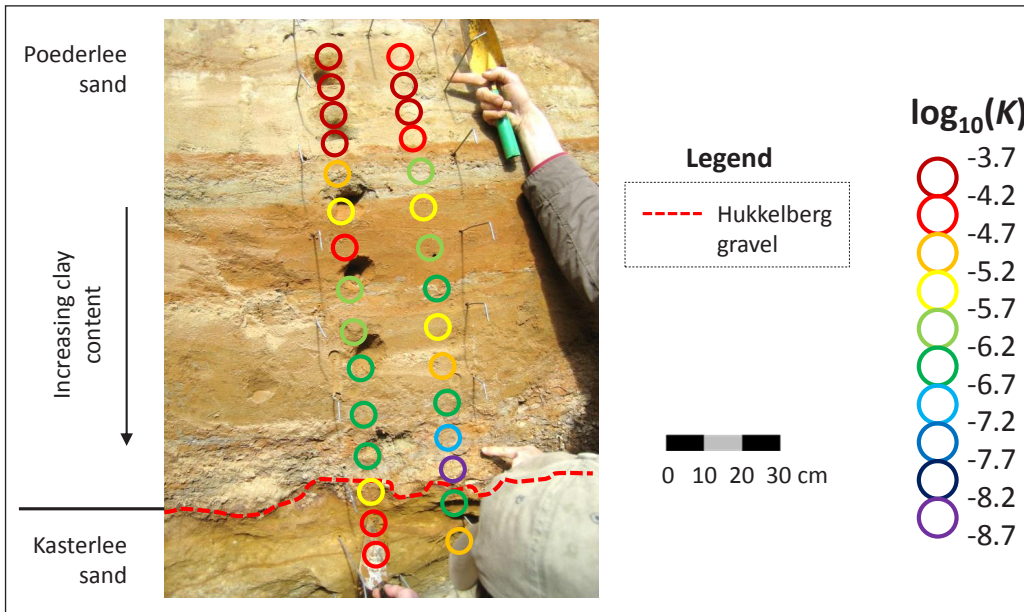 Poederlee
sand
Increasing clay
content
Kasterlee
sand
Legend
Hukkelberg
gravel
0 10 20 30 cm
log₁₀(K)
-3.7
-4.2
-4.7
-5.2
-5.7
-6.2
-6.7
-7.2
-7.7
-8.2
-8.7